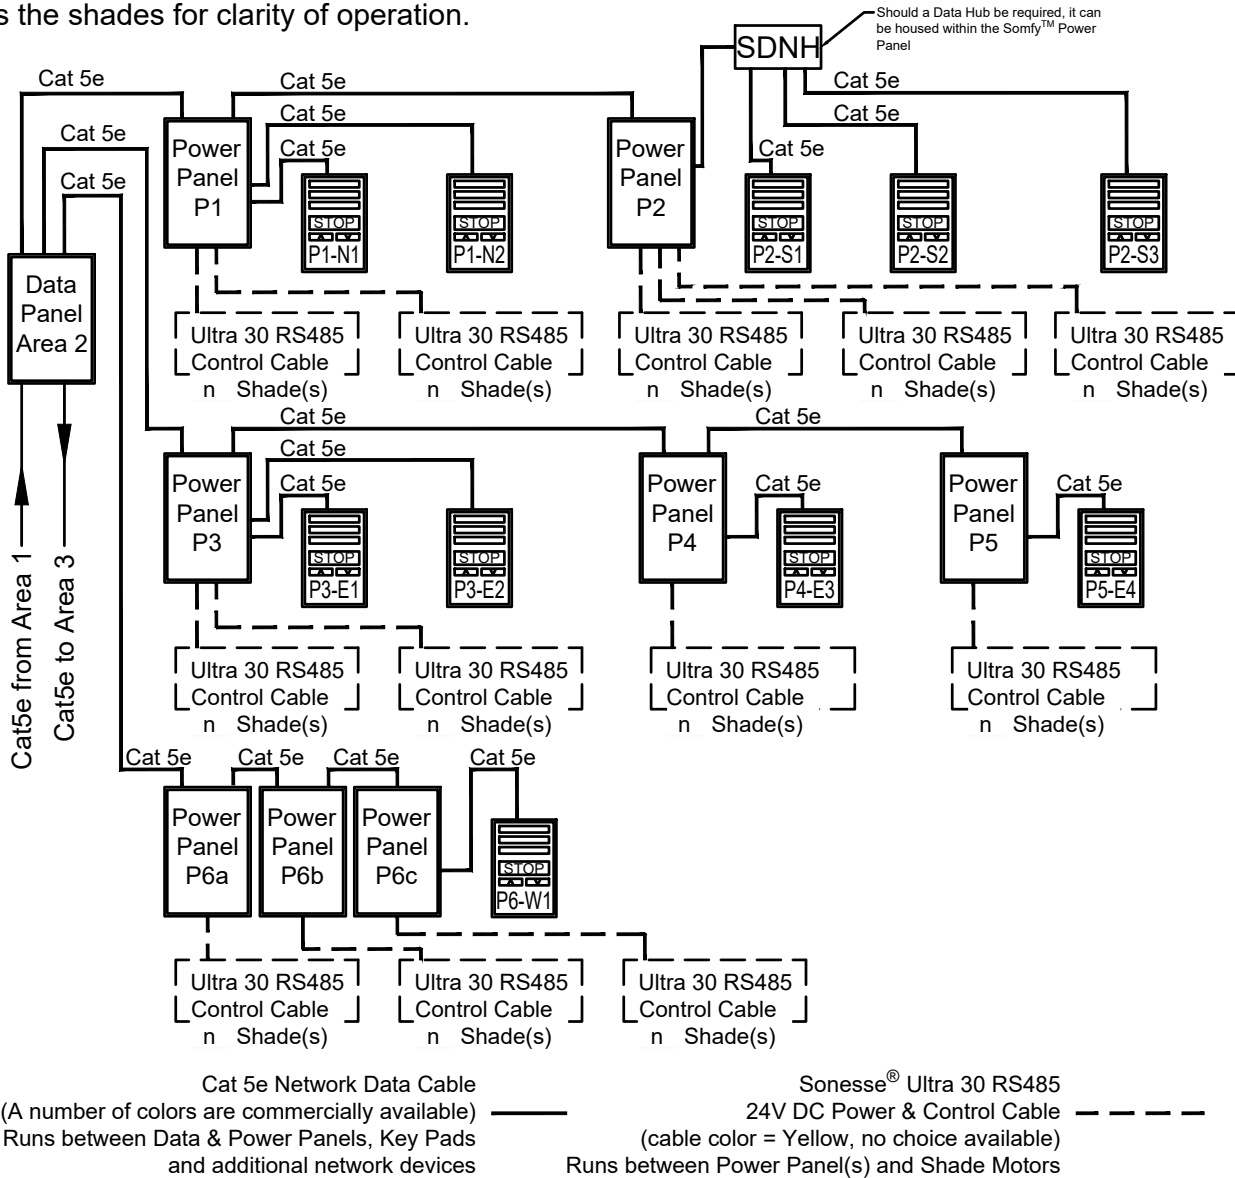 s the shades for clarity of operation.
Should a Data Hub be required, it can
be housed within the Somfy™ Power
Panel
SDNH
Cat 5e
Cat 5e
Cat 5e
Cat 5e
Cat 5e
Cat 5e
Cat 5e
Cat 5e
Cat 5e
Power
Panel
P1
Power
Panel
P2
STOP
P1-N1
STOP
P1-N2
STOP
P2-S1
STOP
P2-S2
STOP
P2-S3
Data
Panel
Area 2
Ultra 30 RS485
Control Cable
n Shade(s)
Ultra 30 RS485
Control Cable
n Shade(s)
Ultra 30 RS485
Control Cable
n Shade(s)
Ultra 30 RS485
Control Cable
n Shade(s)
Ultra 30 RS485
Control Cable
n Shade(s)
Cat 5e
Cat 5e
Cat 5e
Cat 5e
Cat 5e
Cat 5e
Power
Panel
P3
STOP
P3-E1
STOP
P3-E2
Power
Panel
P4
STOP
P4-E3
Power
Panel
P5
STOP
P5-E4
Cat5e from Area 1
Cat5e to Area 3
Ultra 30 RS485
Control Cable
n Shade(s)
Ultra 30 RS485
Control Cable
n Shade(s)
Ultra 30 RS485
Control Cable
n Shade(s)
Ultra 30 RS485
Control Cable
n Shade(s)
Cat 5e
Cat 5e
Cat 5e
Cat 5e
Power
Panel
P6a
Power
Panel
P6b
Power
Panel
P6c
STOP
P6-W1
Ultra 30 RS485
Control Cable
n Shade(s)
Ultra 30 RS485
Control Cable
n Shade(s)
Ultra 30 RS485
Control Cable
n Shade(s)
Cat 5e Network Data Cable
(A number of colors are commercially available)
Runs between Data & Power Panels, Key Pads
and additional network devices
Sonesse® Ultra 30 RS485
24V DC Power & Control Cable
(cable color = Yellow, no choice available)
Runs between Power Panel(s) and Shade Motors